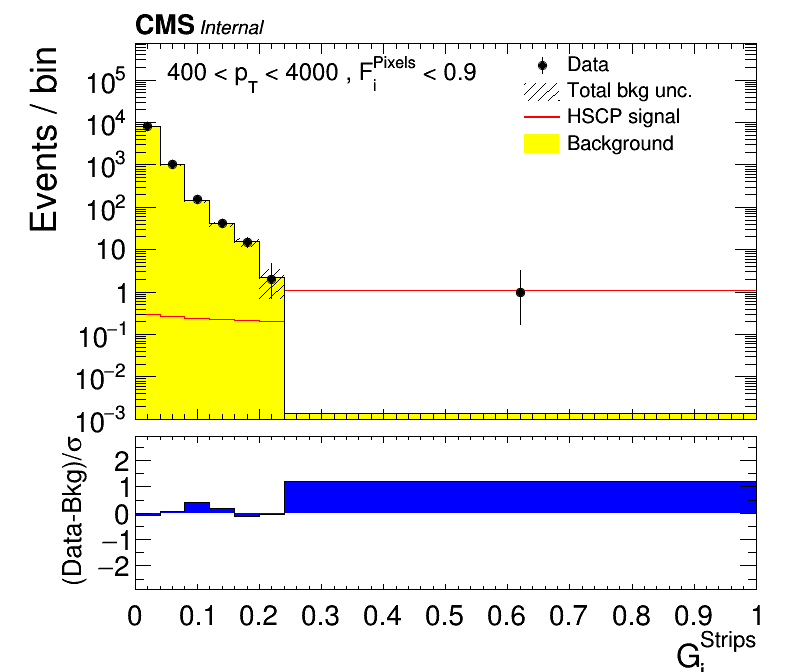 CMS Internal
400 < p_T < 4000 , F_i^Pixels < 0.9
Data
Total bkg unc.
HSCP signal
Background
Events / bin
10^5
10^4
10^3
10^2
10
1
10^−1
10^−2
10^−3
(Data-Bkg)/σ
2
1
0
−1
−2
0 0.1 0.2 0.3 0.4 0.5 0.6 0.7 0.8 0.9 1
G_i^Strips